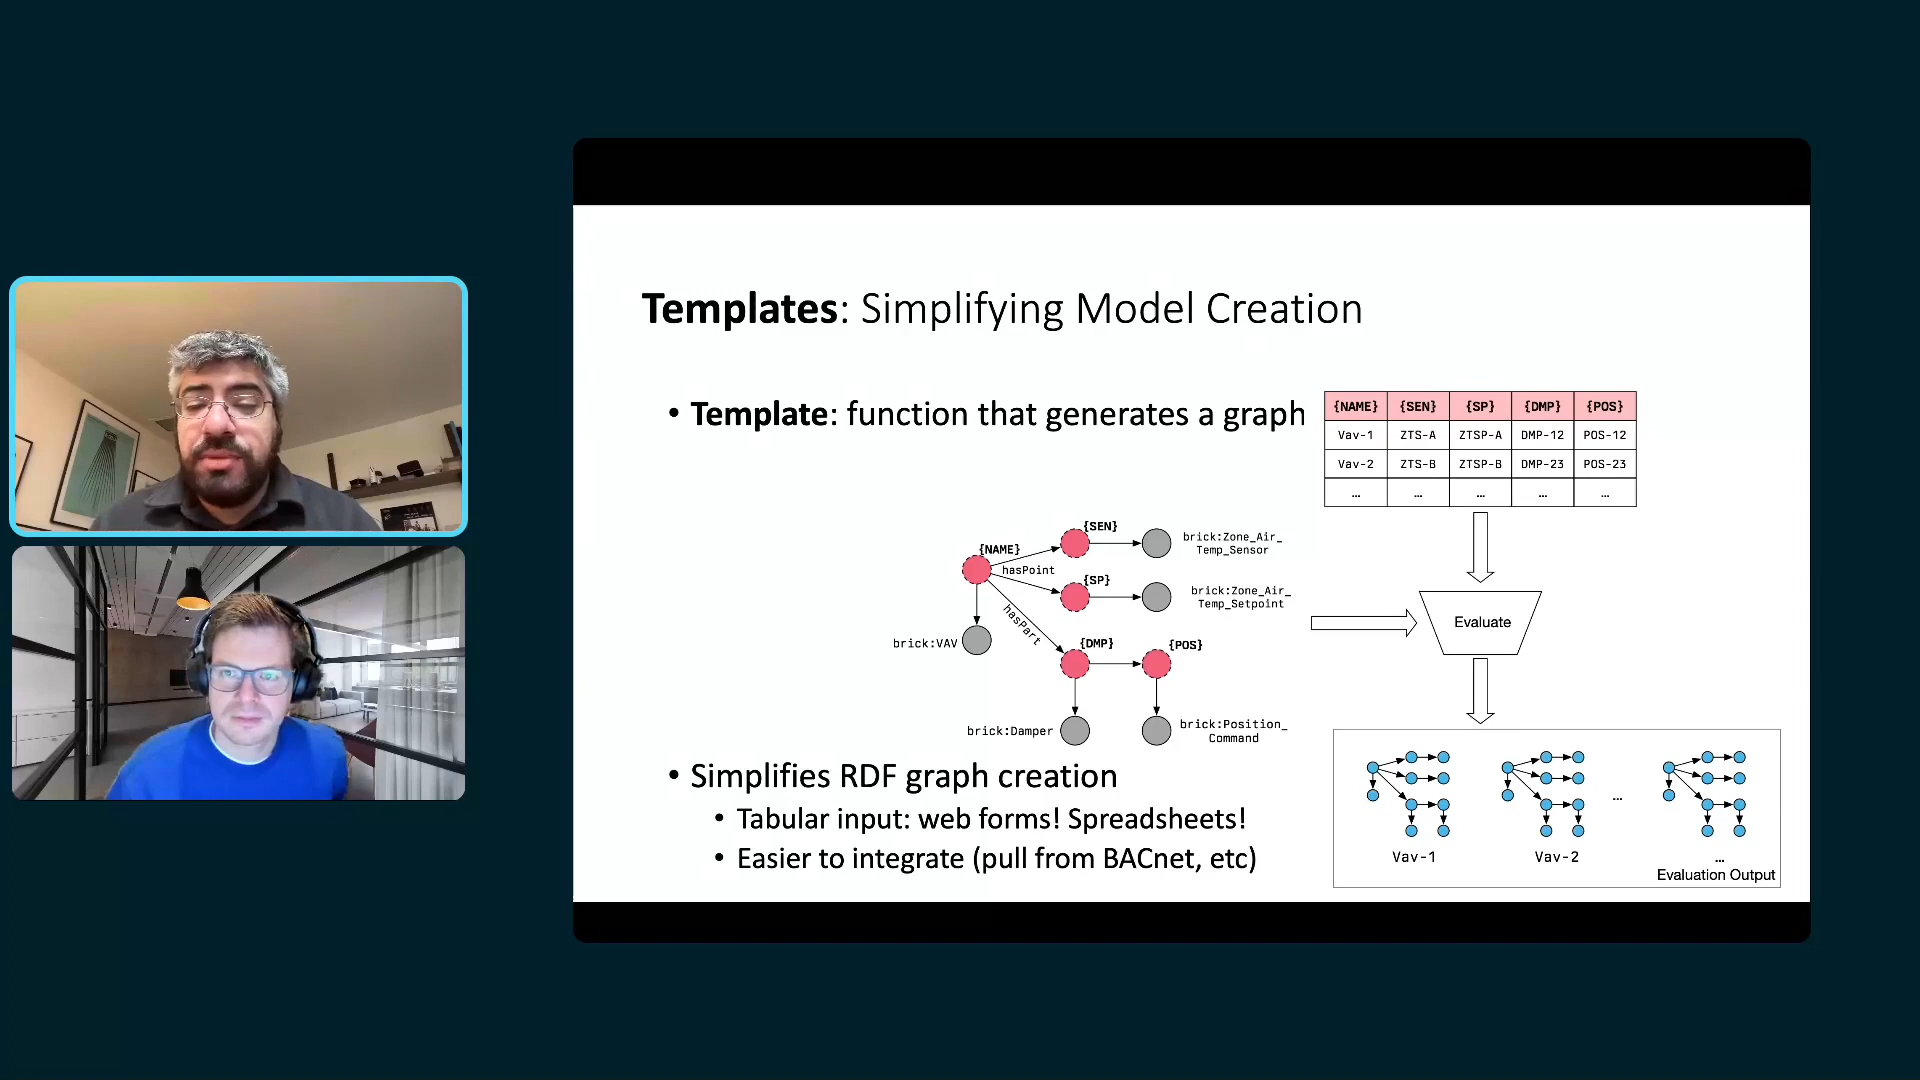 Templates: Simplifying Model Creation
• Template: function that generates a graph
{NAME} {SEN} {SP} {DMP} {POS}
Vav-1 ZTS-A ZTSP-A DMP-12 POS-12
Vav-2 ZTS-B ZTSP-B DMP-23 POS-23
… … … … …
{NAME}
{SEN}
brick:Zone_Air_
Temp_Sensor
hasPoint
{SP}
brick:Zone_Air_
Temp_Setpoint
hasPart
brick:VAV
{DMP}
{POS}
brick:Damper
brick:Position_
Command
Evaluate
…
Vav-1
Vav-2
…
Evaluation Output
• Simplifies RDF graph creation
• Tabular input: web forms! Spreadsheets!
• Easier to integrate (pull from BACnet, etc)